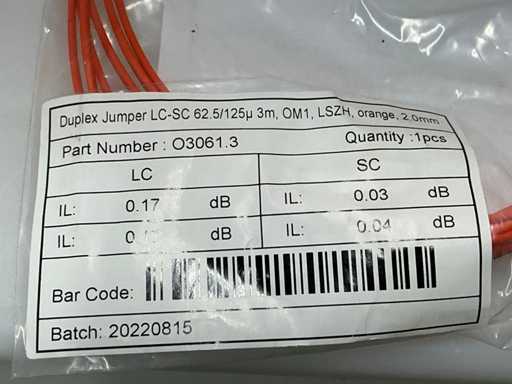 Duplex Jumper LC-SC 62.5/125µ 3m, OM1, LSZH, orange, 2.0mm
Part Number : O3061.3 Quantity :1pcs
LC SC
IL: 0.17 dB IL: 0.03 dB
IL: dB IL: 0.04 dB
Bar Code:
Batch: 20220815